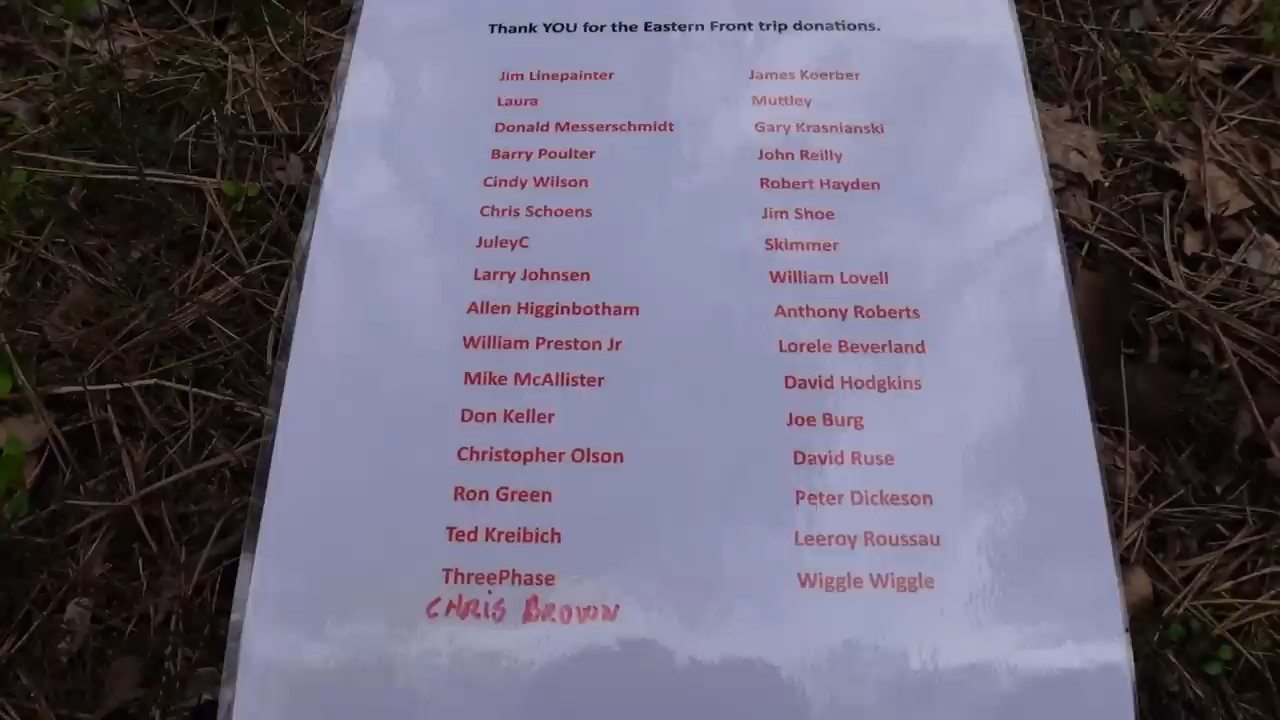 Thank YOU for the Eastern Front trip donations.
Jim Linepainter
Laura
Donald Messerschmidt
Barry Poulter
Cindy Wilson
Chris Schoens
JuleyC
Larry Johnsen
Allen Higginbotham
William Preston Jr
Mike McAllister
Don Keller
Christopher Olson
Ron Green
Ted Kreibich
ThreePhase
CHRIS BROWN
James Koerber
Muttley
Gary Krasnianski
John Reilly
Robert Hayden
Jim Shoe
Skimmer
William Lovell
Anthony Roberts
Lorele Beverland
David Hodgkins
Joe Burg
David Ruse
Peter Dickeson
Leeroy Roussau
Wiggle Wiggle